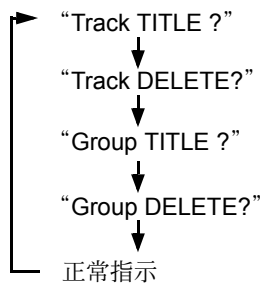 “Track TITLE ?”
“Track DELETE?”
“Group TITLE ?”
“Group DELETE?”
正常指示